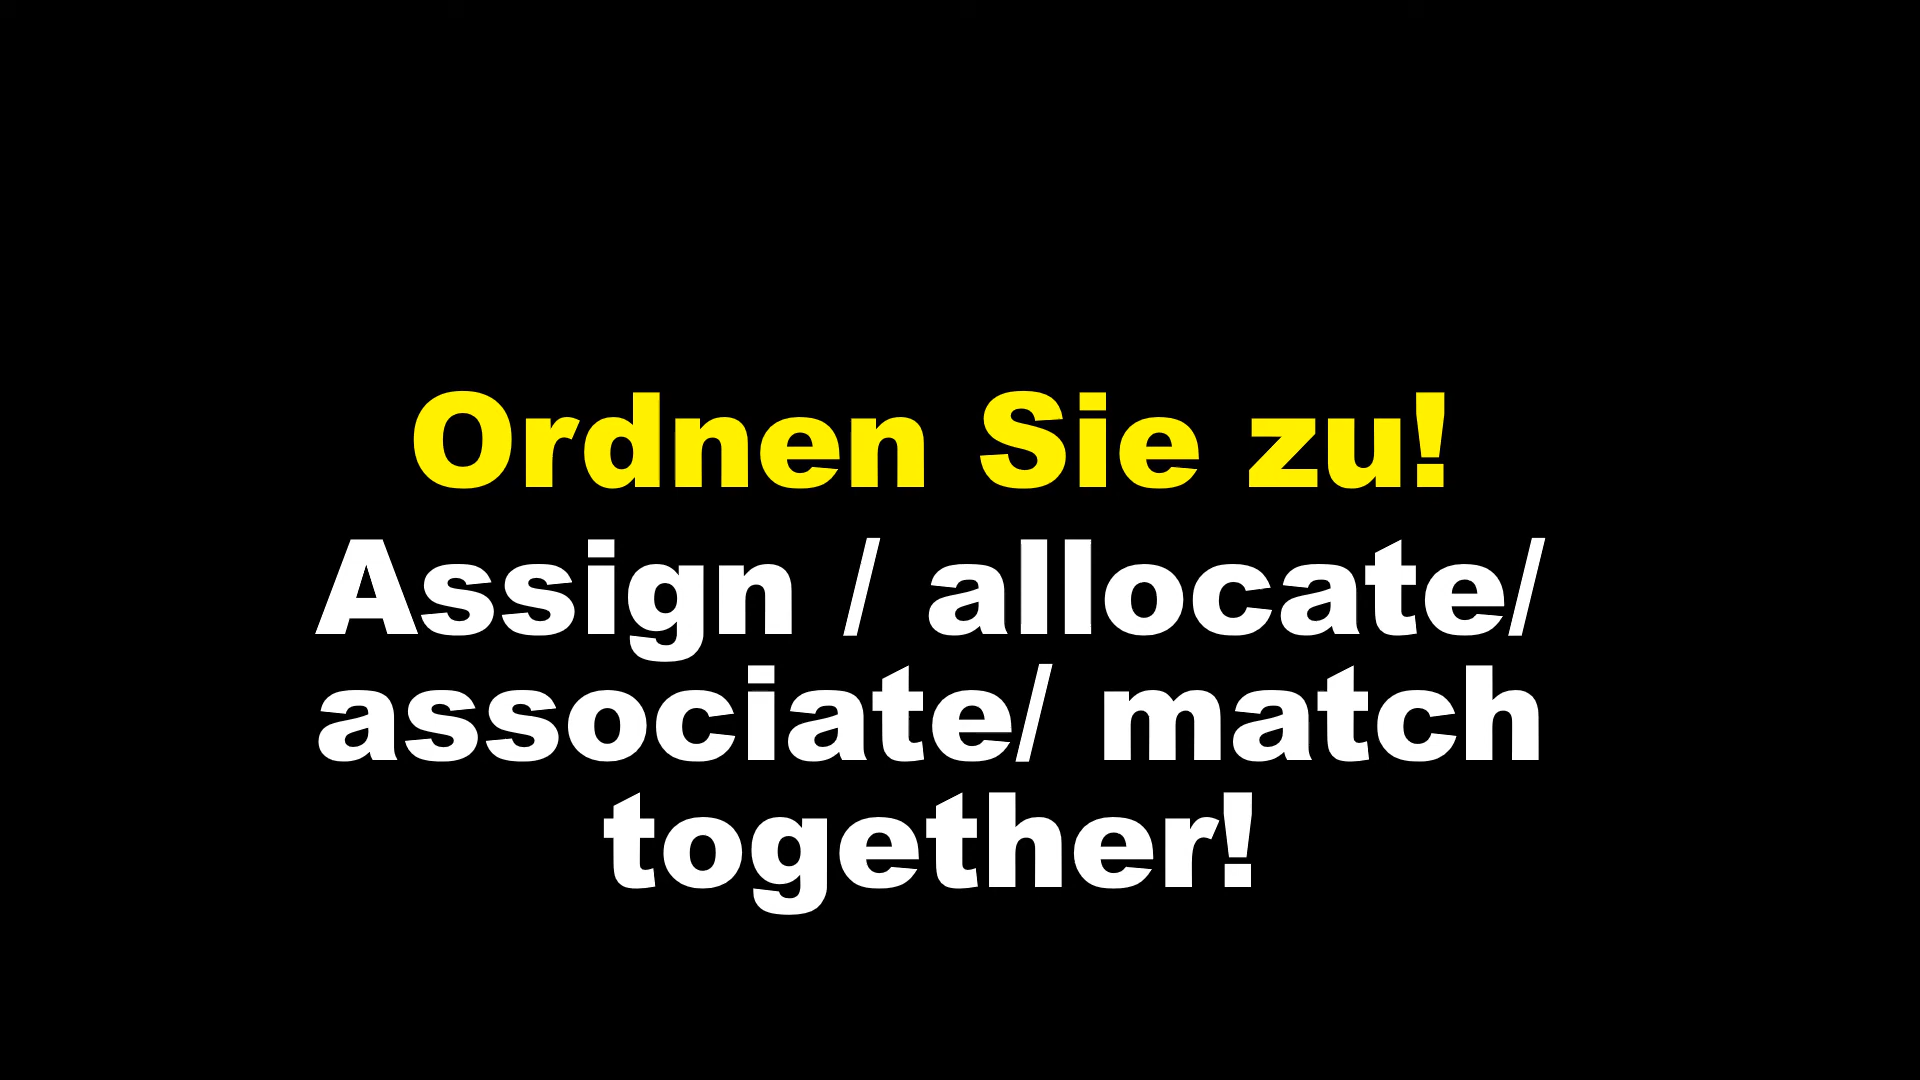 Ordnen Sie zu!
Assign / allocate/
associate/ match
together!